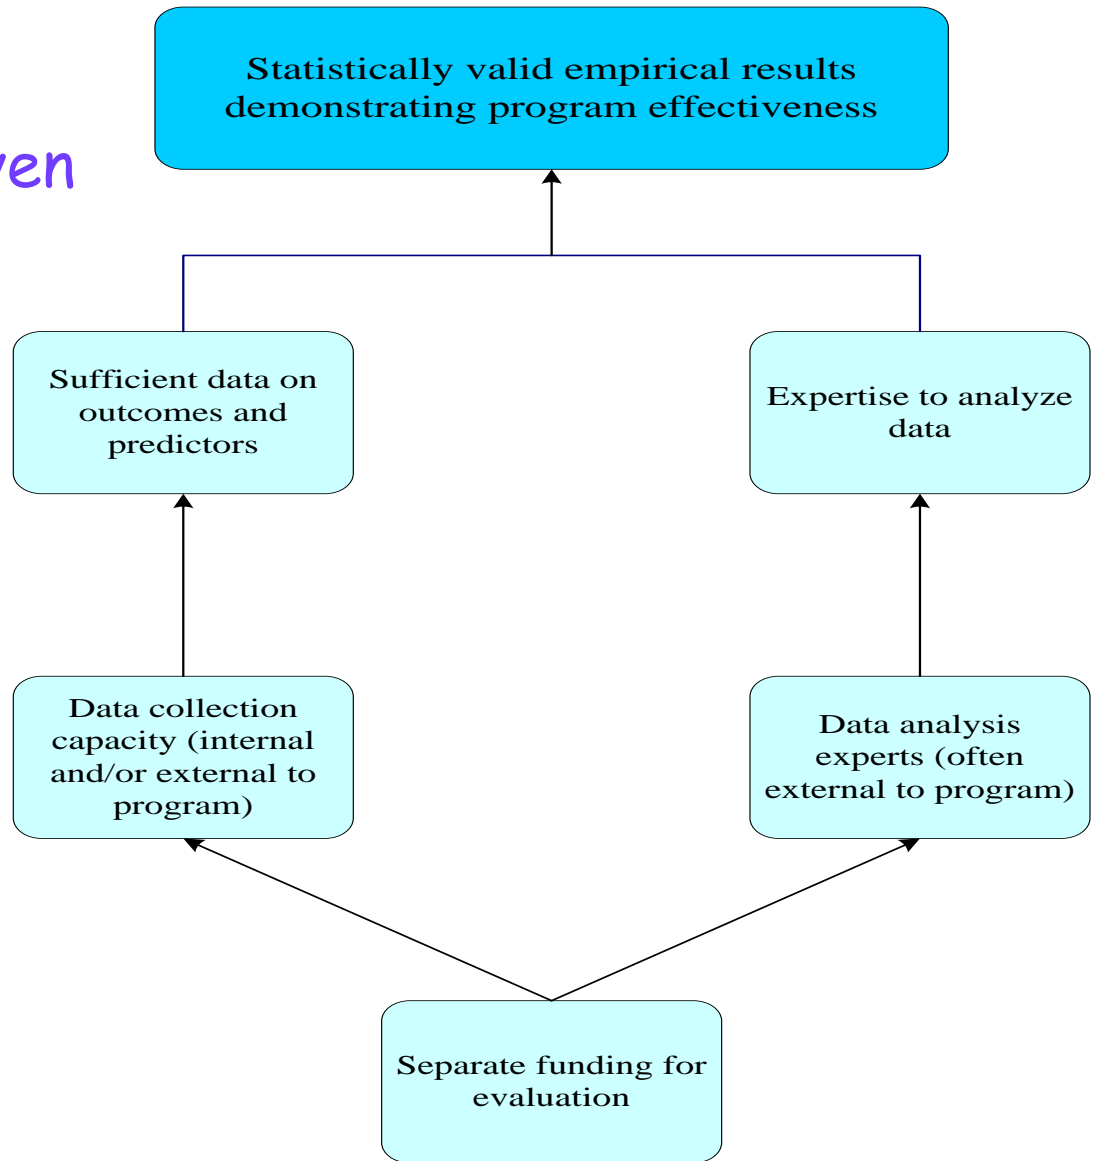 Statistically valid empirical results
demonstrating program effectiveness
ven
Sufficient data on
outcomes and
predictors
Expertise to analyze
data
Data collection
capacity (internal
and/or external to
program)
Data analysis
experts (often
external to program)
Separate funding for
evaluation